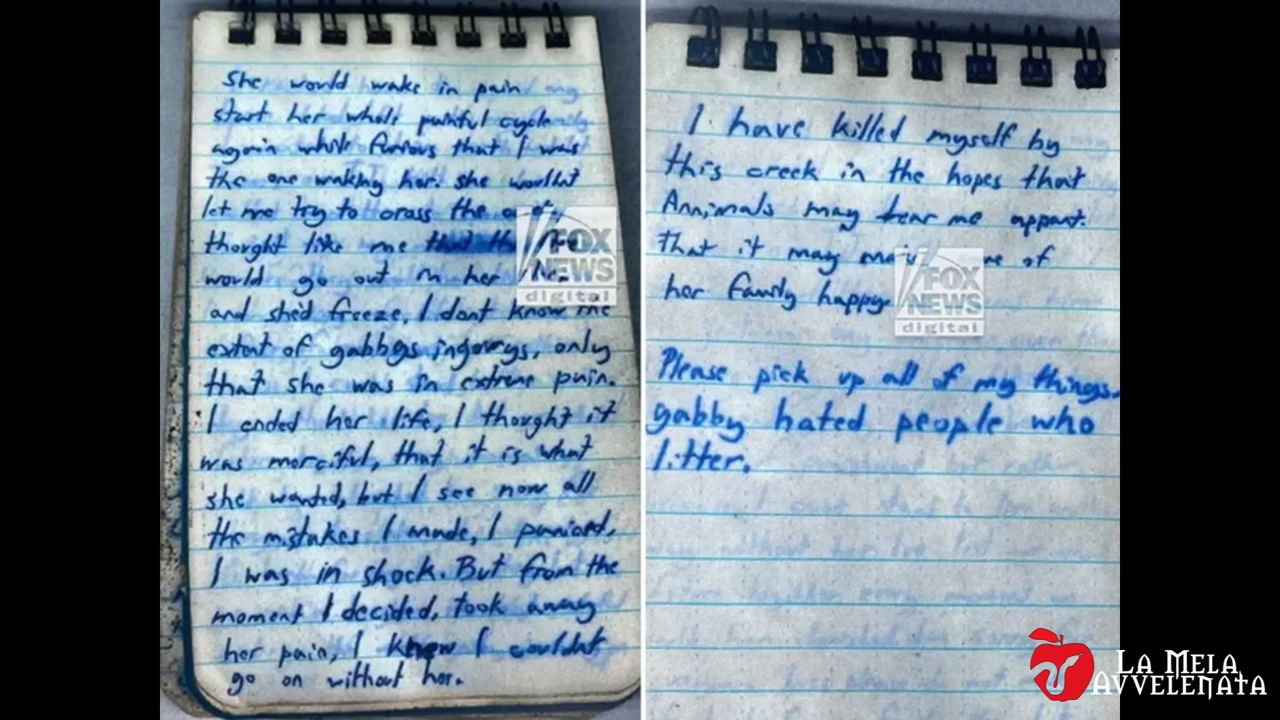 She would wake in pain
start her whole painful cycle
again while furious that I was
the one waking her. she wouldnt
let me try to cross the
thought like me that the
would go out in her
and she'd freeze, I dont know the
extent of gabbys ingourys, only
that she was in extreme pain.
I ended her life, I thought it
was merciful, that it is what
she wanted, but I see now all
the mistakes I made, I paniced,
I was in shock. But from the
moment I decided, took away
her pain, I knew I couldnt
go on without her.
I have killed myself by
this creek in the hopes that
Annimals may tear me appart.
that it may of
her family happy
Please pick up all of my things.
gabby hated people who
litter.
FOX
NEWS
digital
FOX
NEWS
digital
LA MELA
AVVELENATA